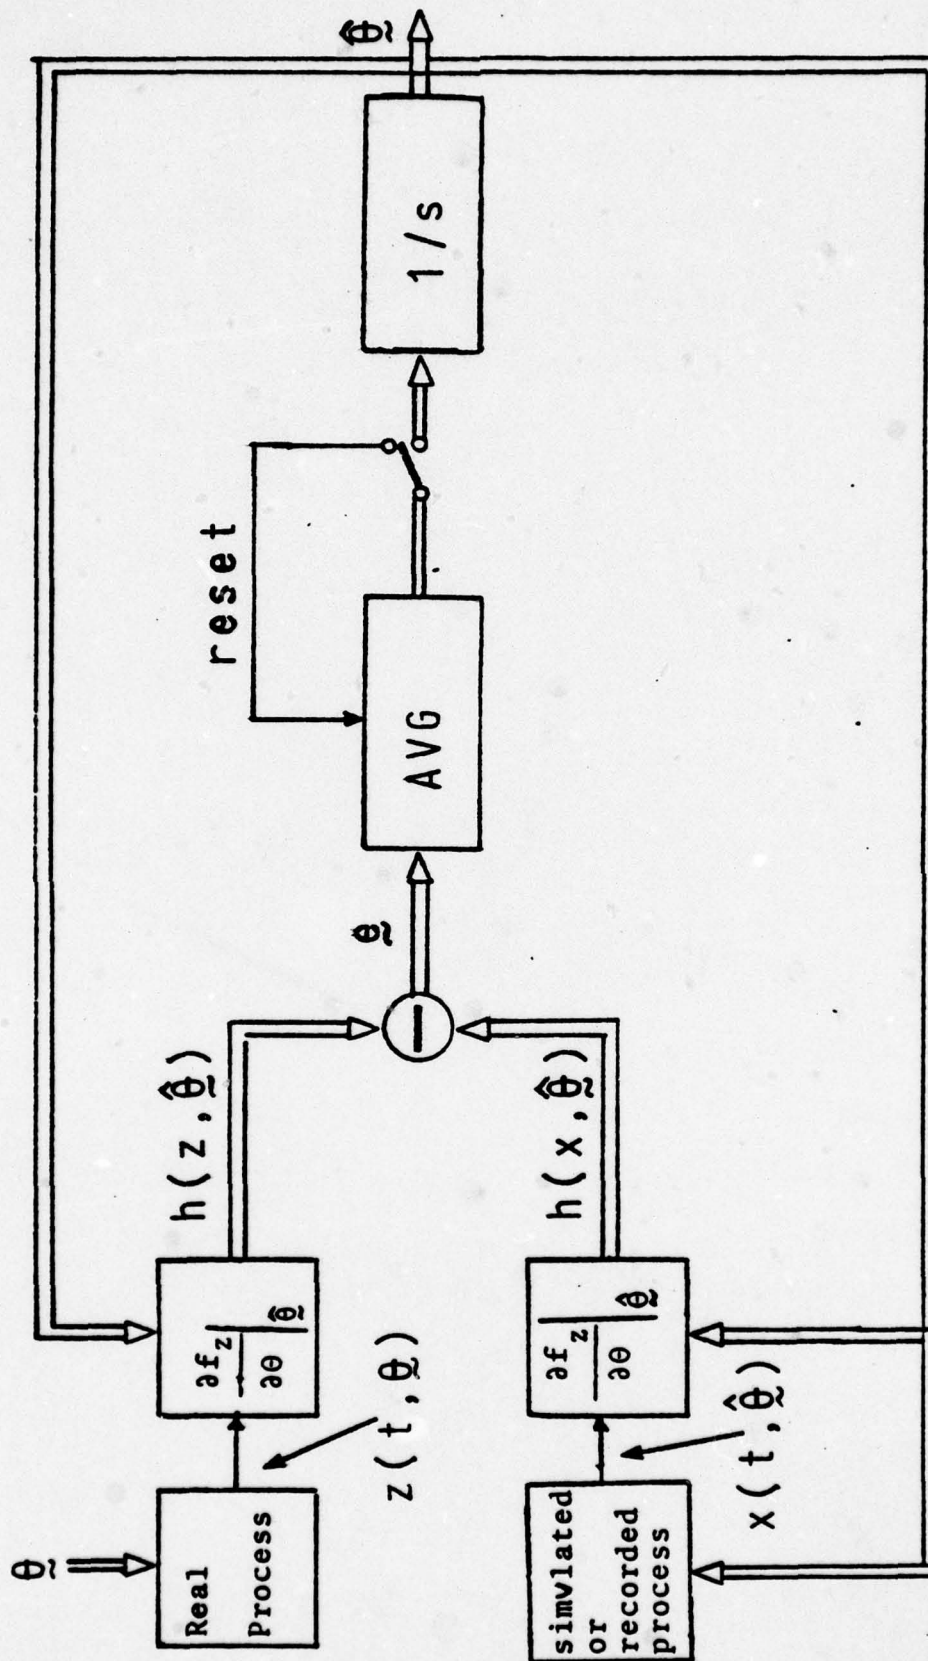 θ̰
Real
Process
z(t,θ̰)
∂f_z
∂θ
θ̰̂
h(z,θ̰̂)
simvlated
or
recorded
process
x(t,θ̰̂)
∂f_z
∂θ
θ̰̂
h(x,θ̰̂)
—
ḛ
AVG
reset
1/s
θ̰̂